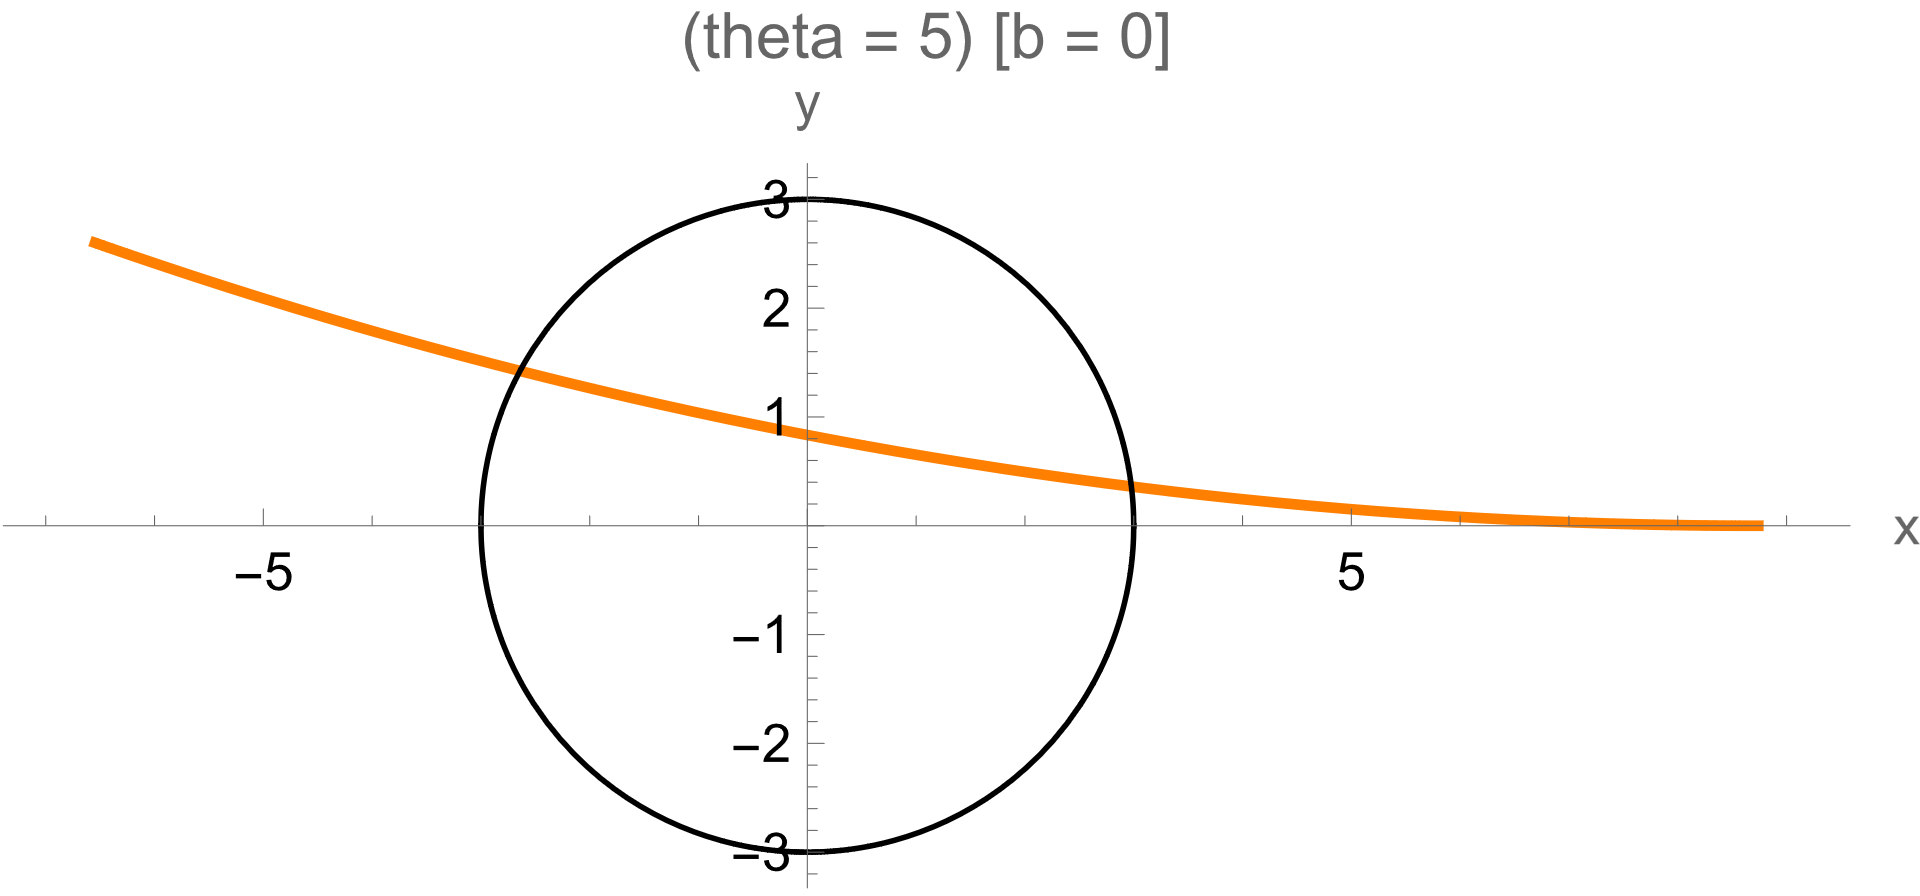 (theta = 5) [b = 0]
y
3
2
1
−5 5 x
−1
−2
−3